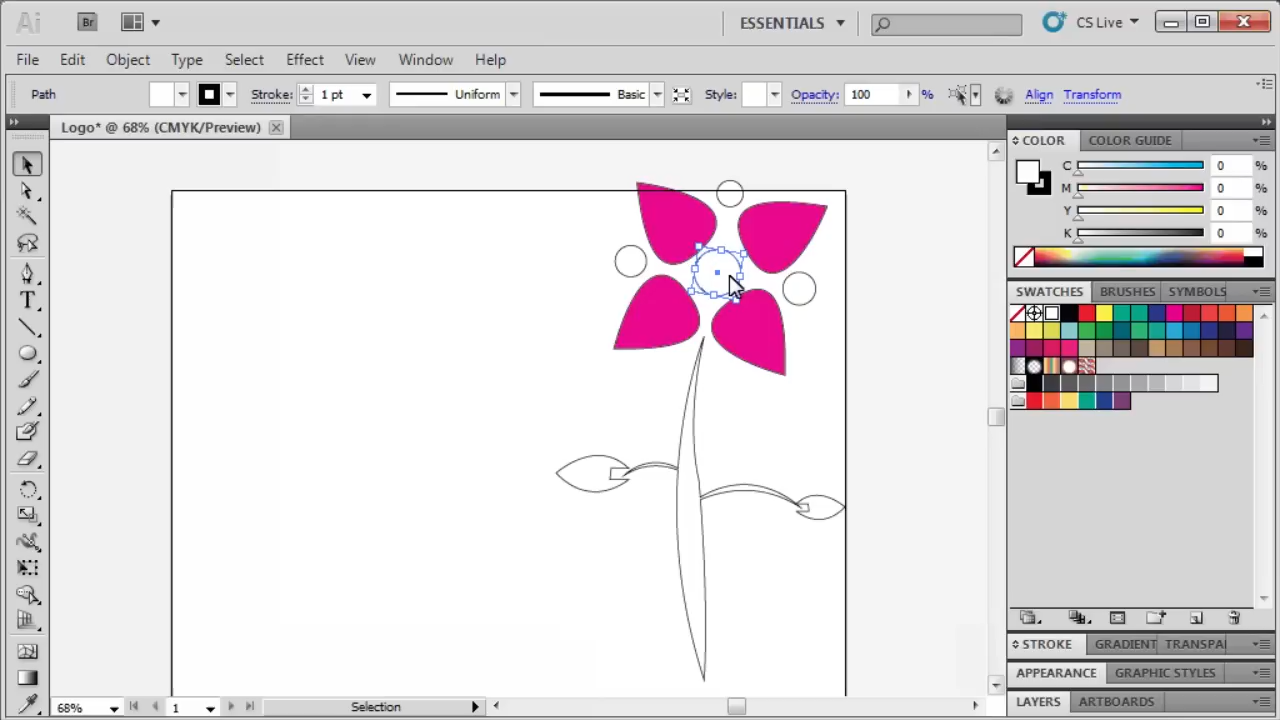 Ai Br ESSENTIALS CS Live
File Edit Object Type Select Effect View Window Help
Path Stroke: 1 pt Uniform Basic Style: Opacity: 100 % Align Transform
Logo* @ 68% (CMYK/Preview)
COLOR COLOR GUIDE
C 0 %
M 0 %
Y 0 %
K 0 %
SWATCHES BRUSHES SYMBOLS
STROKE GRADIENT TRANSPA
APPEARANCE GRAPHIC STYLES
LAYERS ARTBOARDS
68% 1 Selection